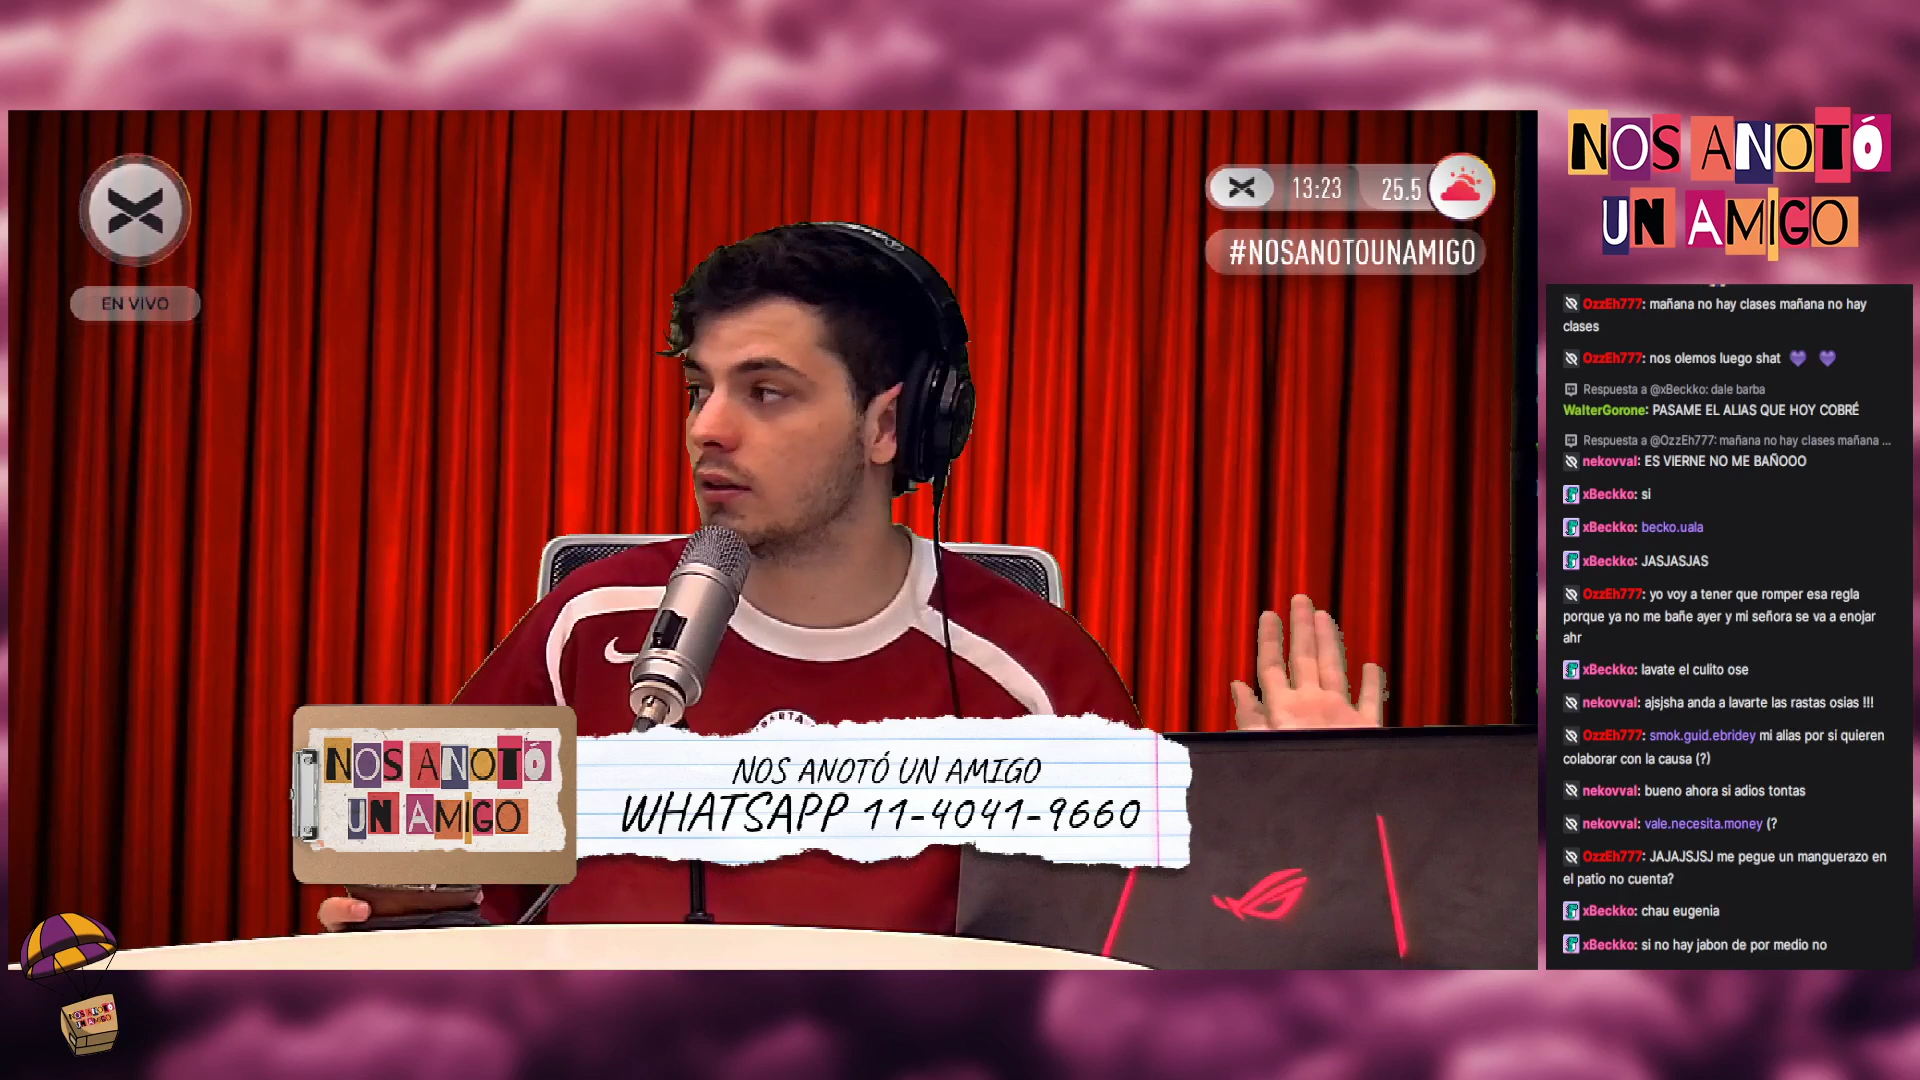 EN VIVO
13:23 25.5
#NOSANOTOUNAMIGO
NOS ANOTÓ
UN AMIGO
NOS ANOTÓ UN AMIGO
WHATSAPP 11-4041-9660
NOS ANOTÓ
UN AMIGO
NOS ANOTÓ
UN AMIGO
OzzEh777: mañana no hay clases mañana no hay
clases
OzzEh777: nos olemos luego shat 💜 💜
Respuesta a @xBeckko: dale barba
WalterGorone: PASAME EL ALIAS QUE HOY COBRÉ
Respuesta a @OzzEh777: mañana no hay clases mañana ...
nekovval: ES VIERNE NO ME BAÑOOO
xBeckko: si
xBeckko: becko.uala
xBeckko: JASJASJAS
OzzEh777: yo voy a tener que romper esa regla
porque ya no me bañe ayer y mi señora se va a enojar
ahr
xBeckko: lavate el culito ose
nekovval: ajsjsha anda a lavarte las rastas osias !!!
OzzEh777: smok.guid.ebridey mi alias por si quieren
colaborar con la causa (?)
nekovval: bueno ahora si adios tontas
nekovval: vale.necesita.money (?
OzzEh777: JAJAJSJSJ me pegue un manguerazo en
el patio no cuenta?
xBeckko: chau eugenia
xBeckko: si no hay jabon de por medio no